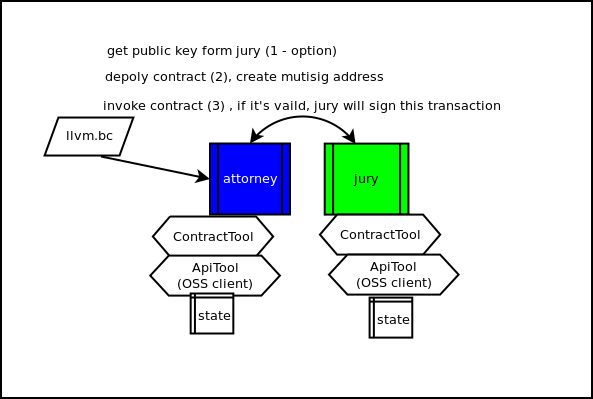 get public key form jury (1 - option)
depoly contract (2), create mutisig address
invoke contract (3) , if it's vaild, jury will sign this transaction
llvm.bc
attorney
jury
ContractTool
ContractTool
ApiTool
(OSS client)
ApiTool
(OSS client)
state
state